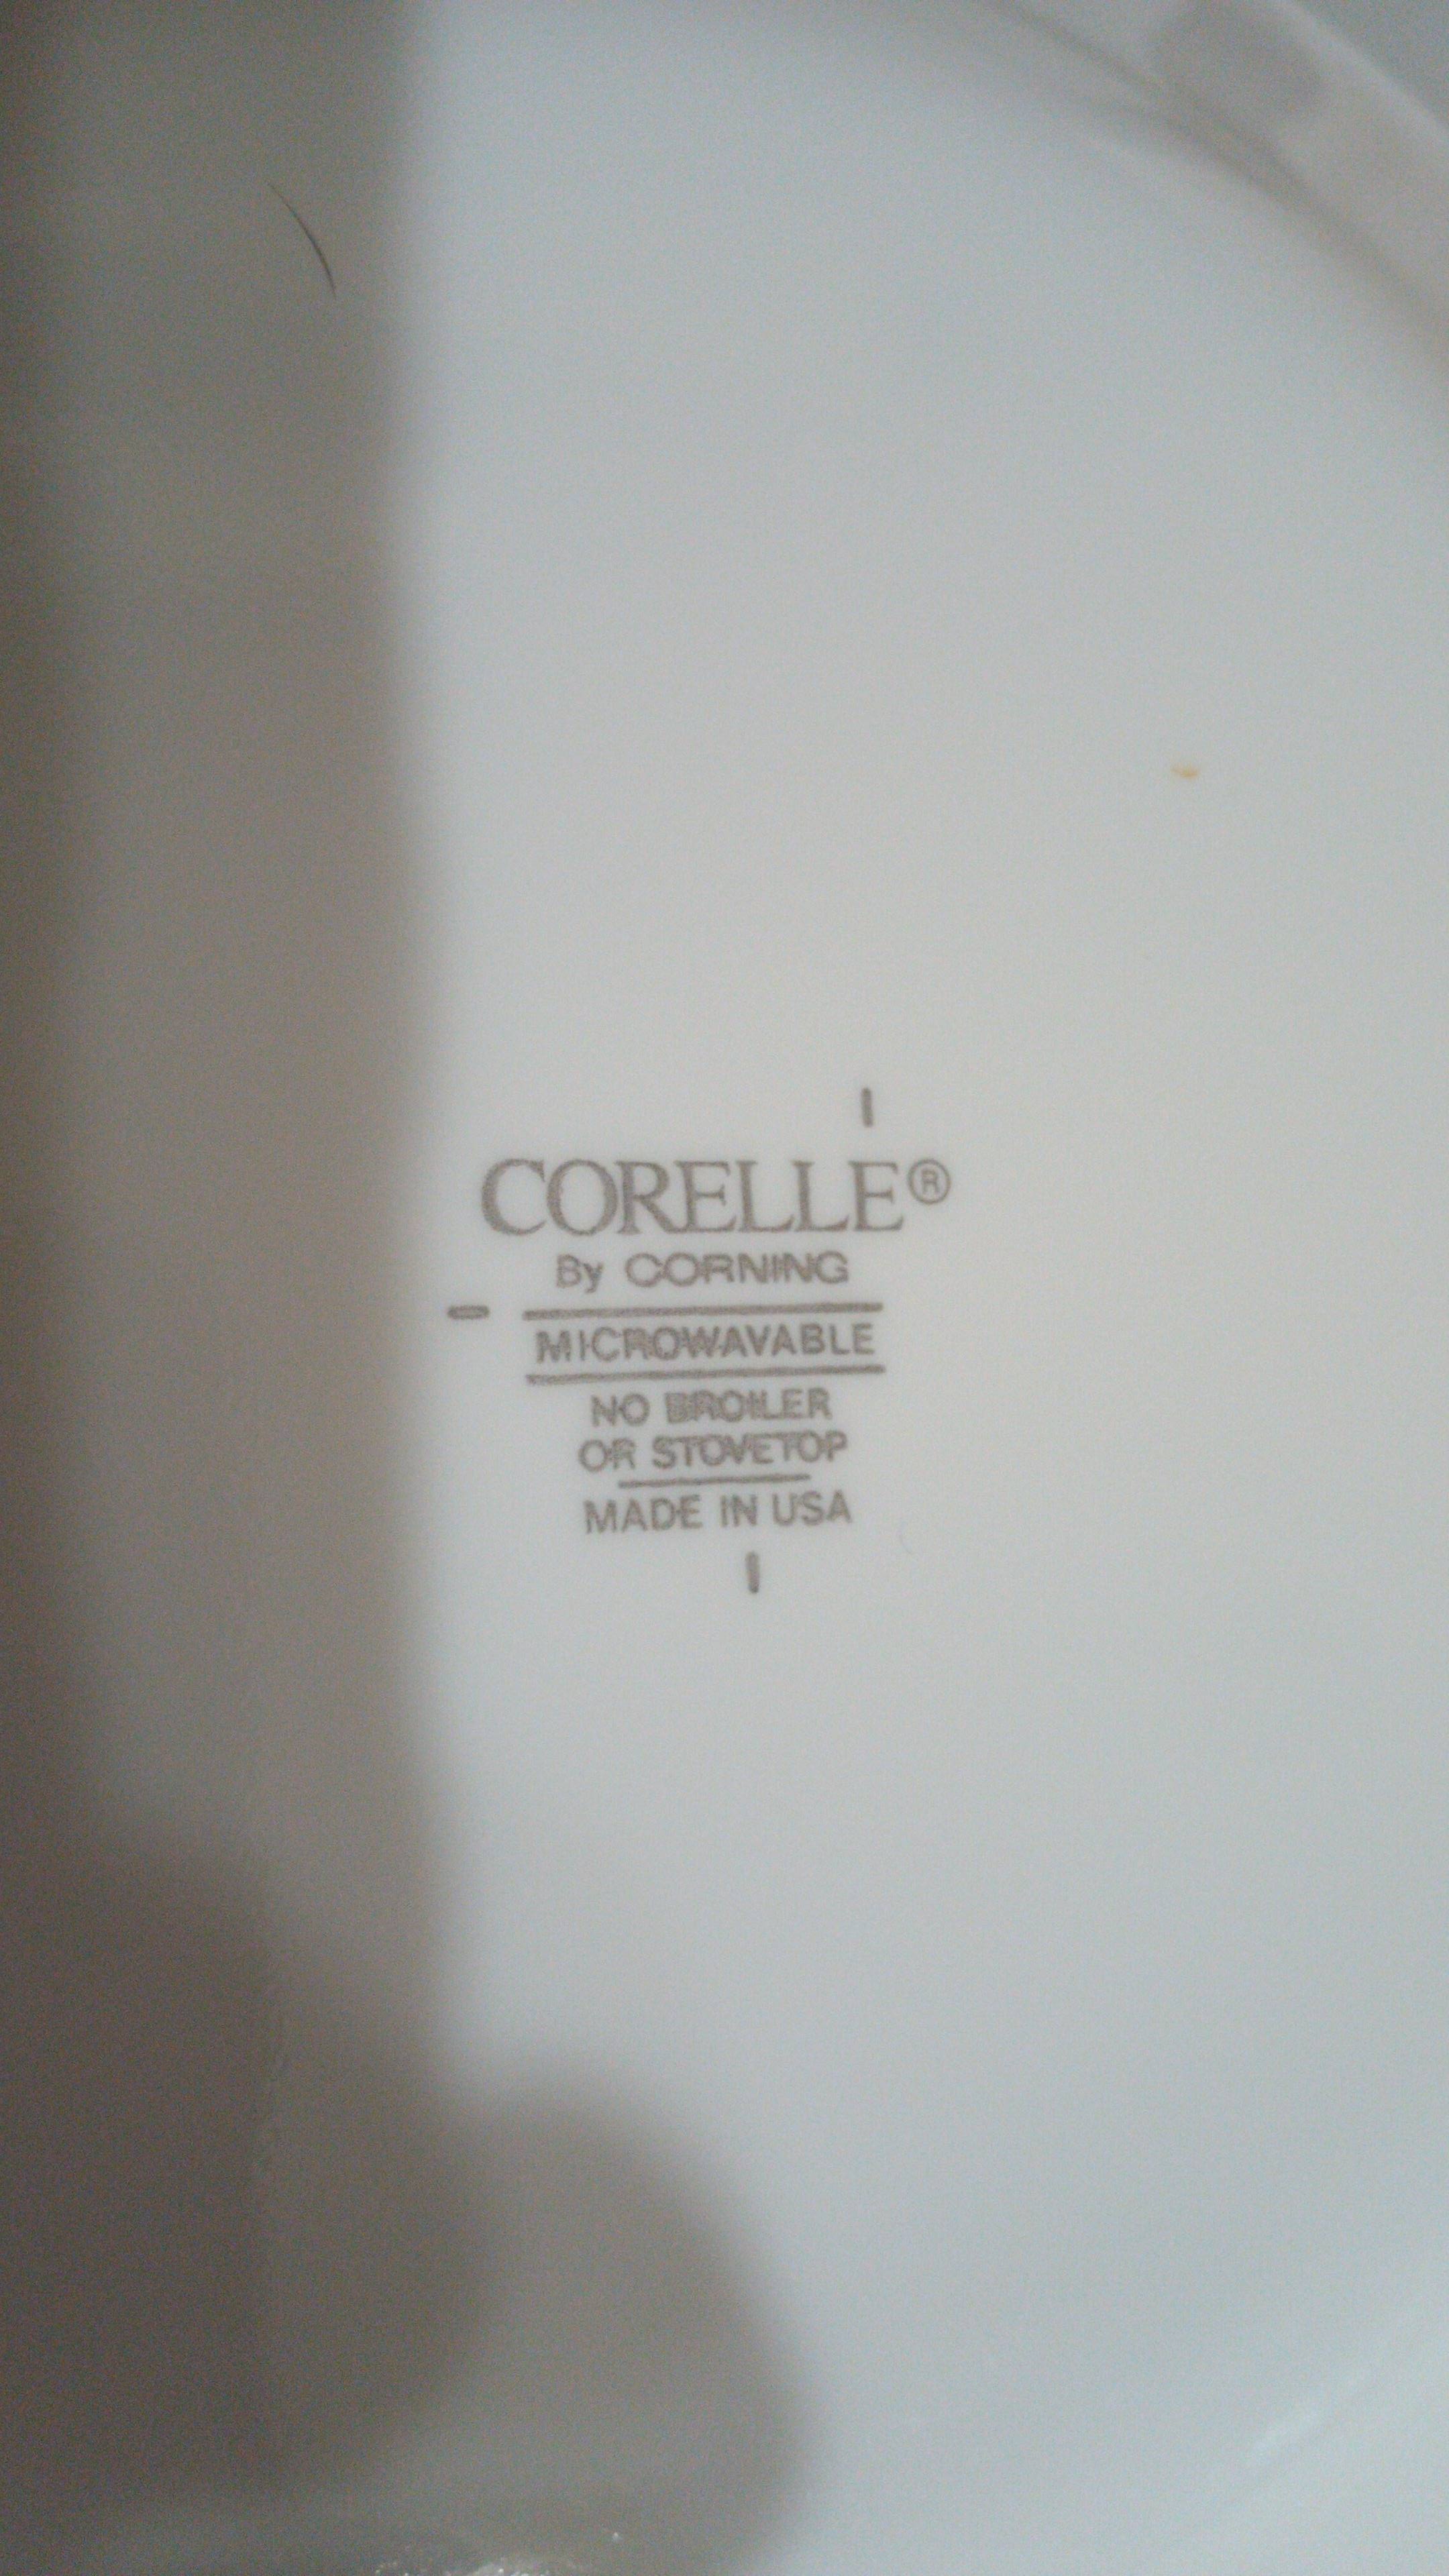 CORELLE®
By CORNING
MICROWAVABLE
NO BROILER
OR STOVETOP
MADE IN USA